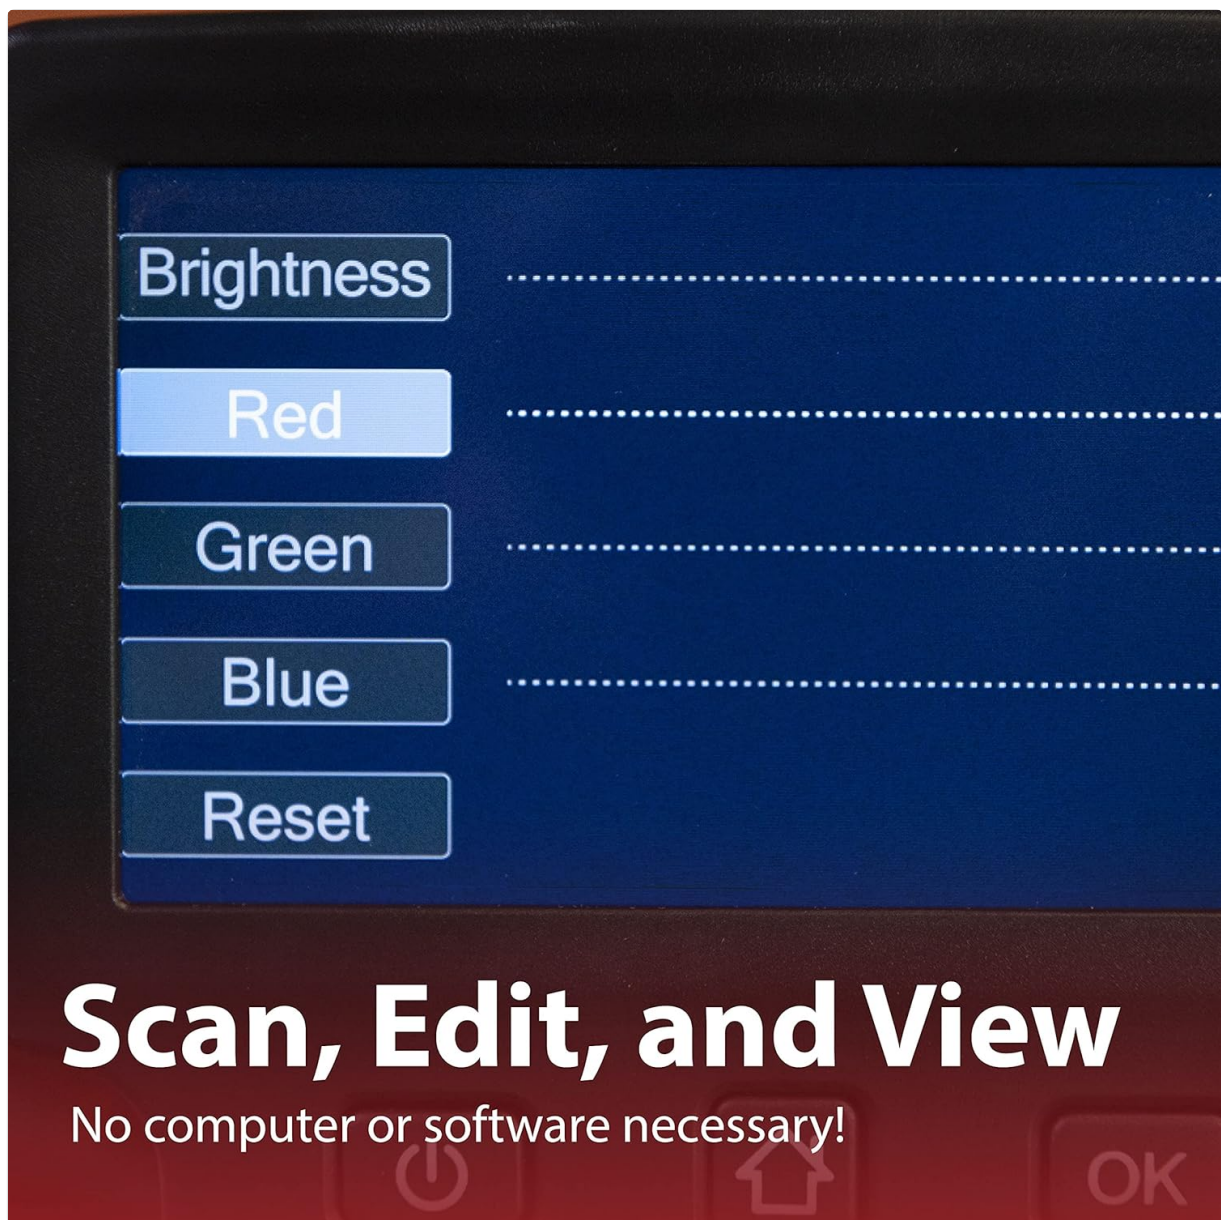 Brightness
Red
Green
Blue
Reset
Scan, Edit, and View
No computer or software necessary!
OK